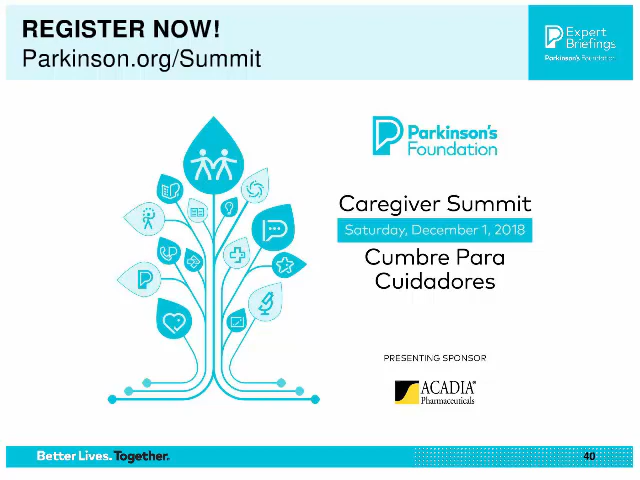 REGISTER NOW!
Parkinson.org/Summit
Expert
Briefings
Parkinson's Foundation
Parkinson's
Foundation
Caregiver Summit
Saturday, December 1, 2018
Cumbre Para
Cuidadores
PRESENTING SPONSOR
ACADIA®
Pharmaceuticals
Better Lives. Together.
40